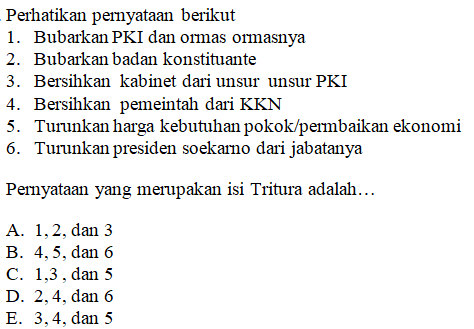 Perhatikan pernyataan berikut
1. Bubarkan PKI dan ormas ormasnya
2. Bubarkan badan konstituante
3. Bersihkan kabinet dari unsur unsur PKI
4. Bersihkan pemeintah dari KKN
5. Turunkan harga kebutuhan pokok/permbaikan ekonomi
6. Turunkan presiden soekarno dari jabatanya
Pernyataan yang merupakan isi Tritura adalah…
A. 1, 2, dan 3
B. 4, 5, dan 6
C. 1,3 , dan 5
D. 2, 4, dan 6
E. 3, 4, dan 5